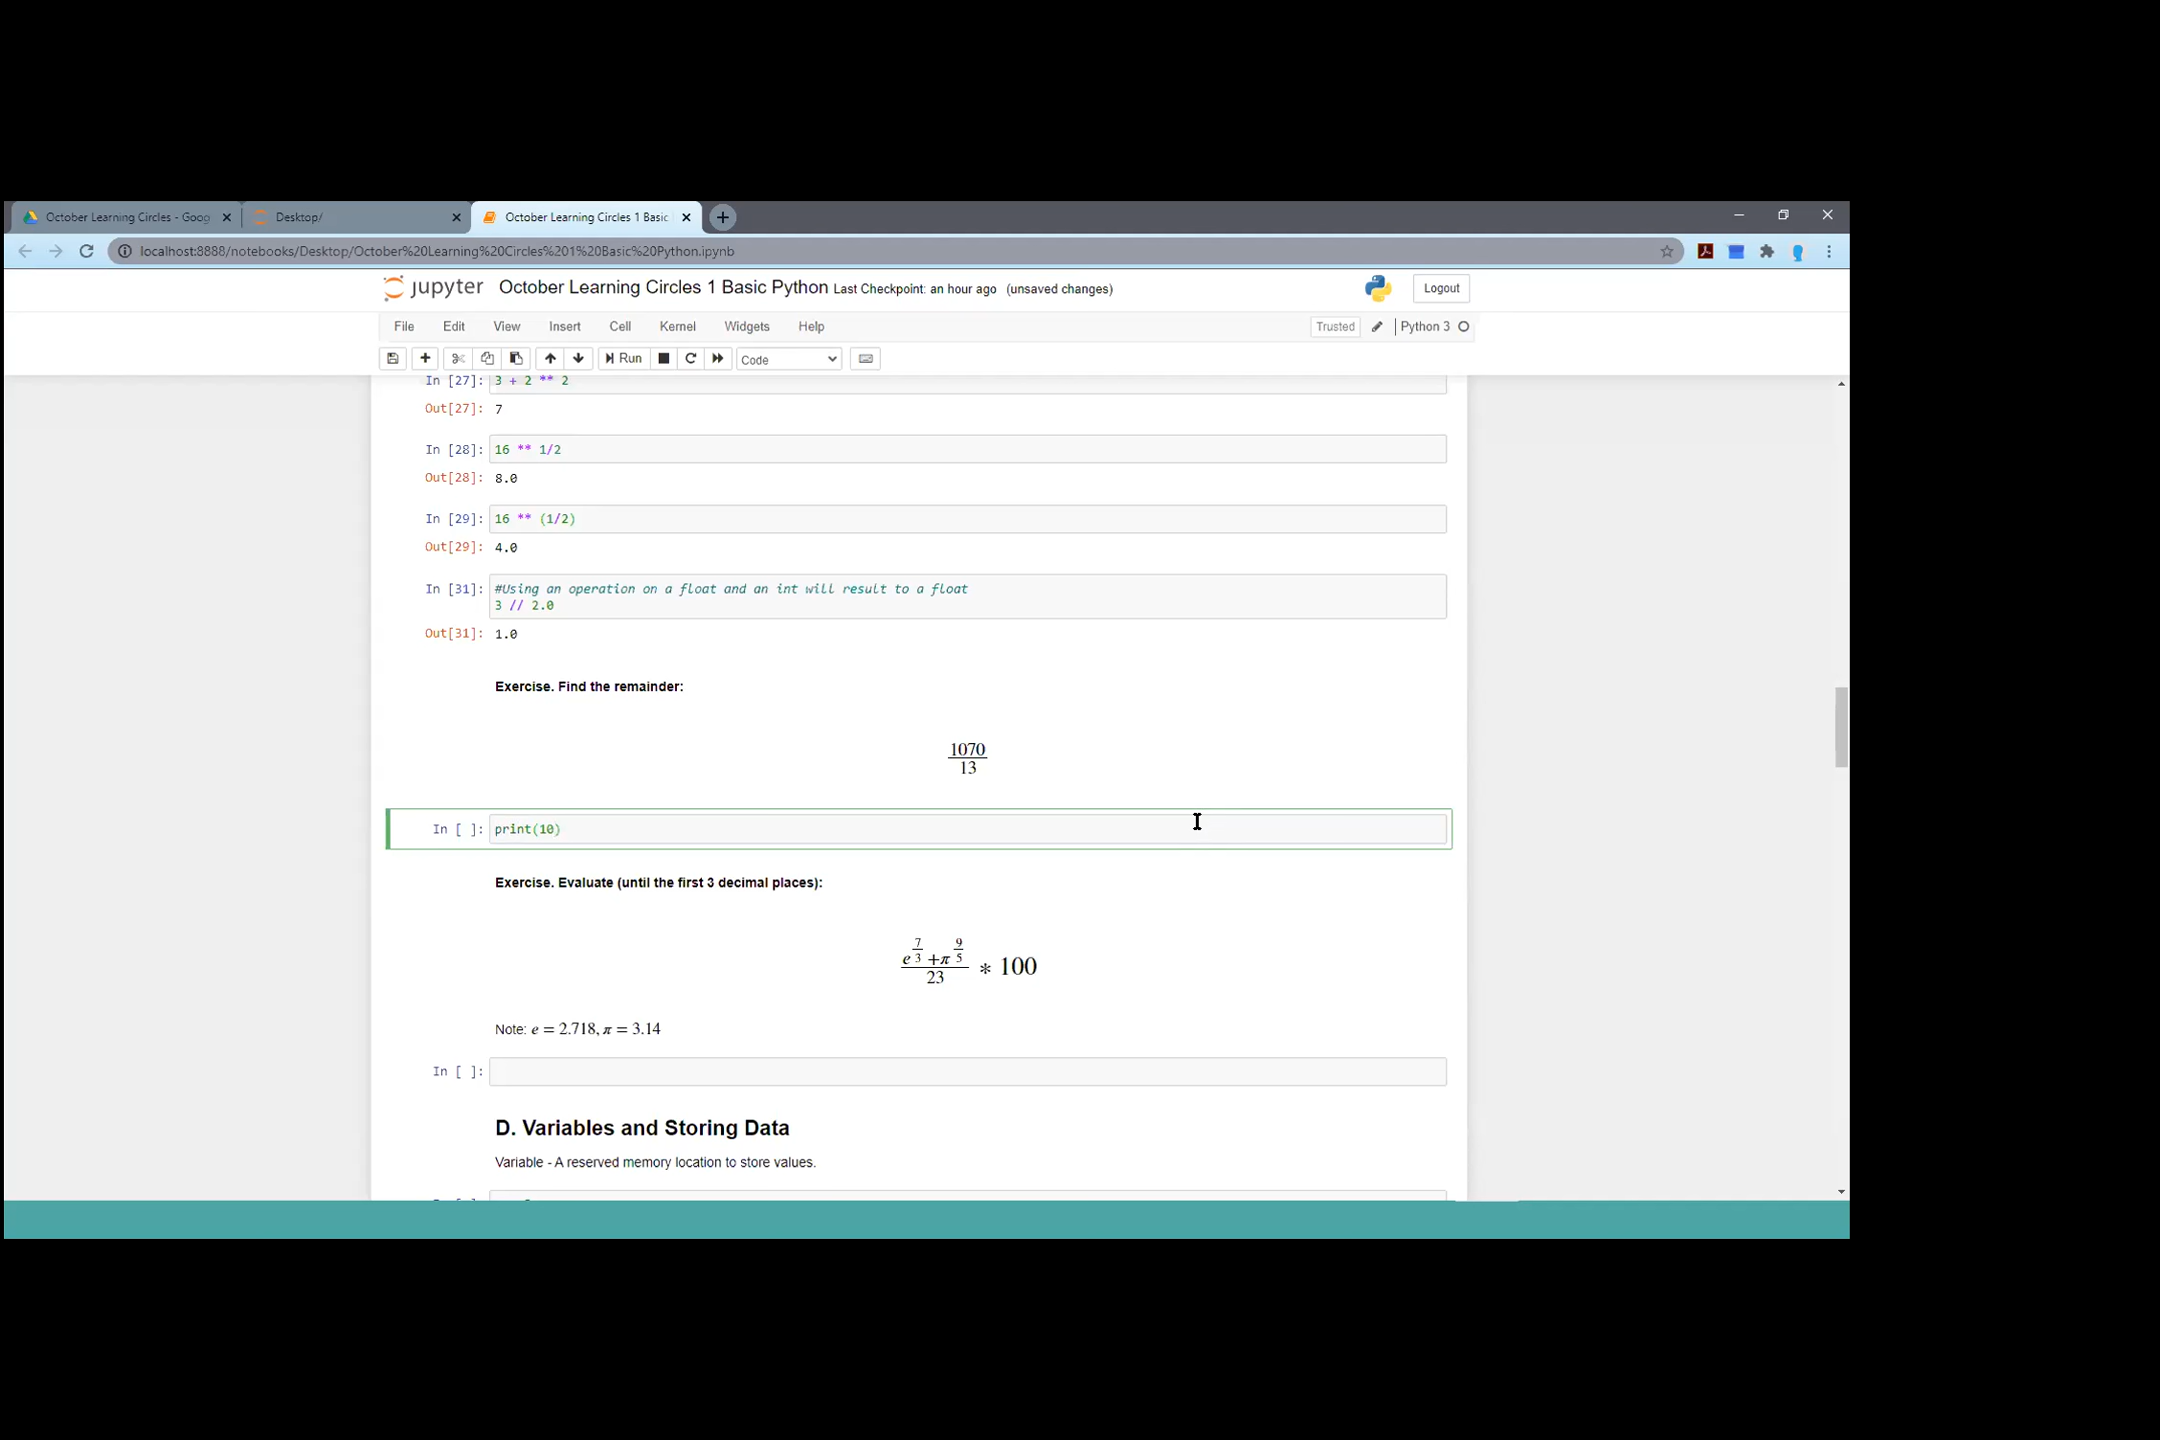 October Learning Circles - Goog
Desktop/
October Learning Circles 1 Basic
localhost:8888/notebooks/Desktop/October%20Learning%20Circles%201%20Basic%20Python.ipynb
jupyter October Learning Circles 1 Basic Python Last Checkpoint: an hour ago (unsaved changes)
Logout
File Edit View Insert Cell Kernel Widgets Help
Trusted Python 3
Run Code
In [27]: 3 + 2 ** 2
Out[27]: 7
In [28]: 16 ** 1/2
Out[28]: 8.0
In [29]: 16 ** (1/2)
Out[29]: 4.0
In [31]: #Using an operation on a float and an int will result to a float
3 // 2.0
Out[31]: 1.0
Exercise. Find the remainder:
1070
13
In [ ]: print(10)
Exercise. Evaluate (until the first 3 decimal places):
7 9
e 3 +π 5
23 * 100
Note: e = 2.718, π = 3.14
In [ ]:
D. Variables and Storing Data
Variable - A reserved memory location to store values.